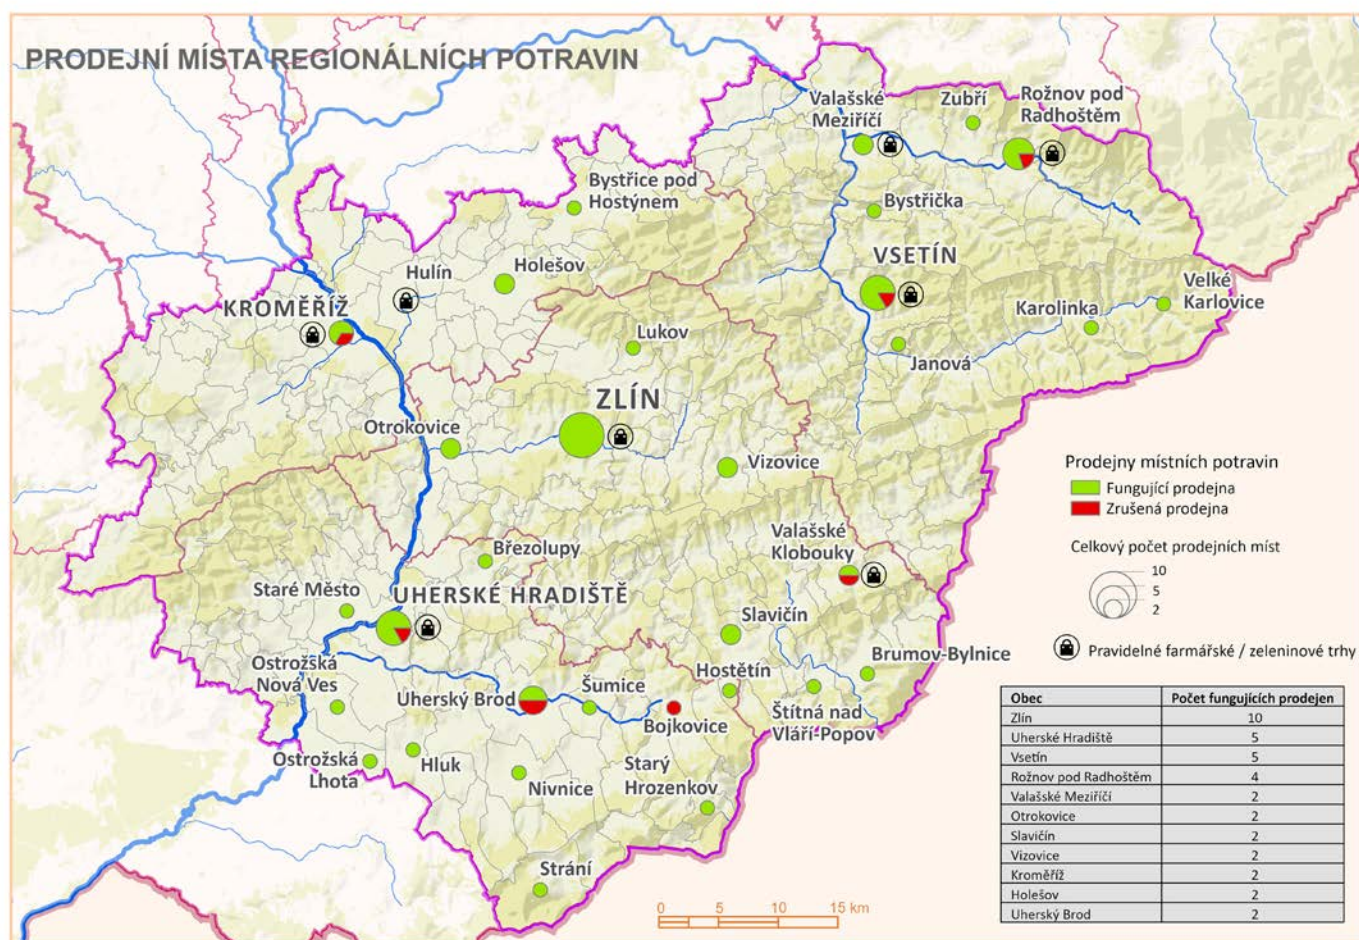 PRODEJNÍ MÍSTA REGIONÁLNÍCH POTRAVIN
Valašské
Meziříčí
Zubří
Rožnov pod
Radhoštěm
Bystřice pod
Hostýnem
Bystřička
Hulín
Holešov
VSETÍN
Velké
Karlovice
KROMĚŘÍŽ
Karolinka
Lukov
Janová
ZLÍN
Otrokovice
Vizovice
Prodejny místních potravin
Fungující prodejna
Zrušená prodejna
Valašské
Klobouky
Celkový počet prodejních míst
10
5
2
Březolupy
Staré Město
UHERSKÉ HRADIŠTĚ
Slavičín
Pravidelné farmářské / zeleninové trhy
Ostrožská
Nová Ves
Hostětín
Brumov-Bylnice
Uherský Brod
Šumice
Bojkovice
Štítná nad
Vláří-Popov
Ostrožská
Lhota
Hluk
Nivnice
Starý
Hrozenkov
Strání
0 5 10 15 km
Obec Počet fungujících prodejen
Zlín 10
Uherské Hradiště 5
Vsetín 5
Rožnov pod Radhoštěm 4
Valašské Meziříčí 2
Otrokovice 2
Slavičín 2
Vizovice 2
Kroměříž 2
Holešov 2
Uherský Brod 2